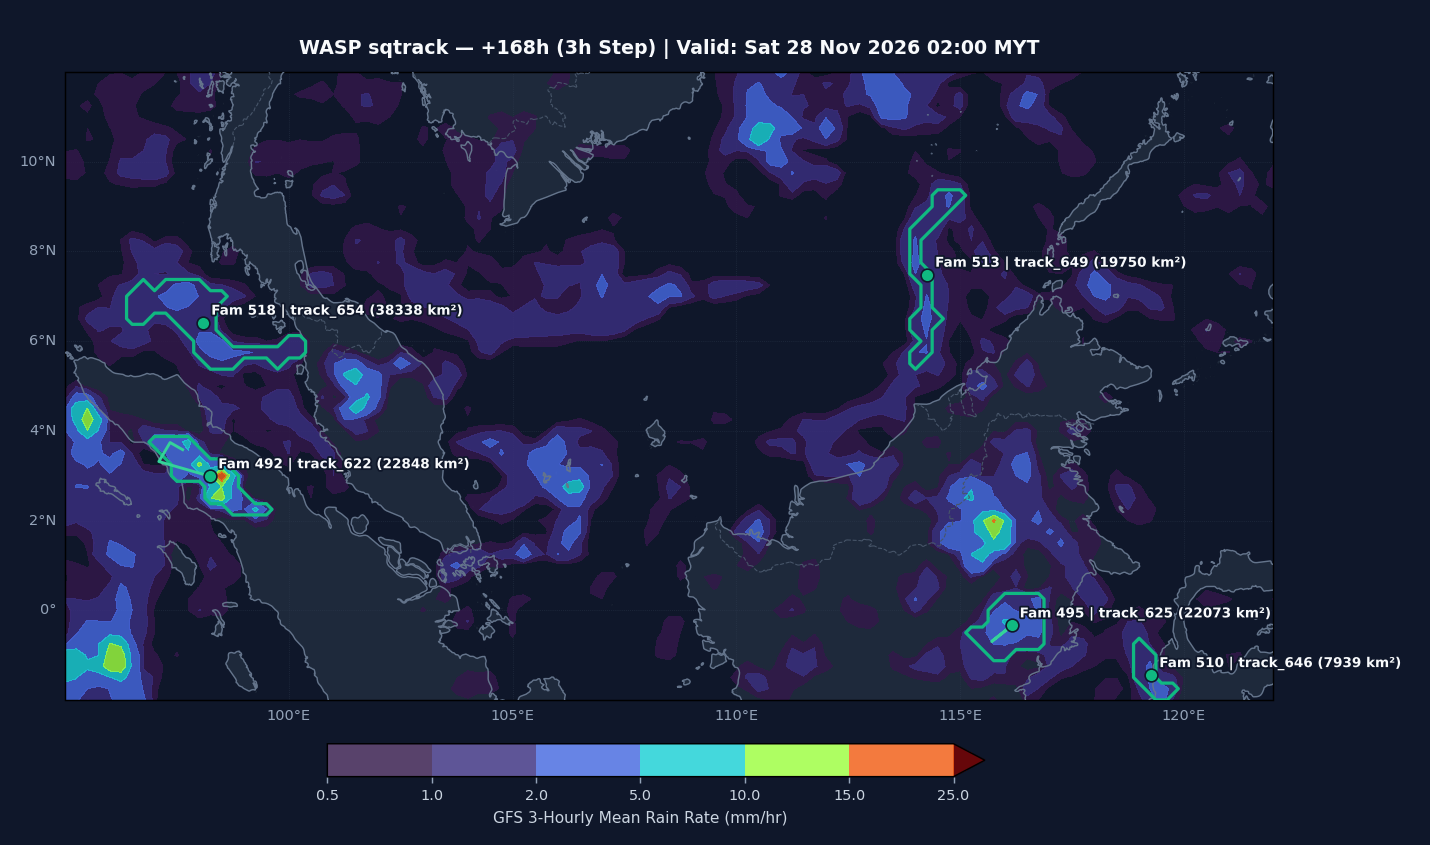 WASP sqtrack — +168h (3h Step) | Valid: Sat 28 Nov 2026 02:00 MYT
10°N
8°N
Fam 513 | track_649 (19750 km²)
Fam 518 | track_654 (38338 km²)
6°N
4°N
Fam 492 | track_622 (22848 km²)
2°N
0°
Fam 495 | track_625 (22073 km²)
Fam 510 | track_646 (7939 km²)
100°E 105°E 110°E 115°E 120°E
0.5 1.0 2.0 5.0 10.0 15.0 25.0
GFS 3-Hourly Mean Rain Rate (mm/hr)